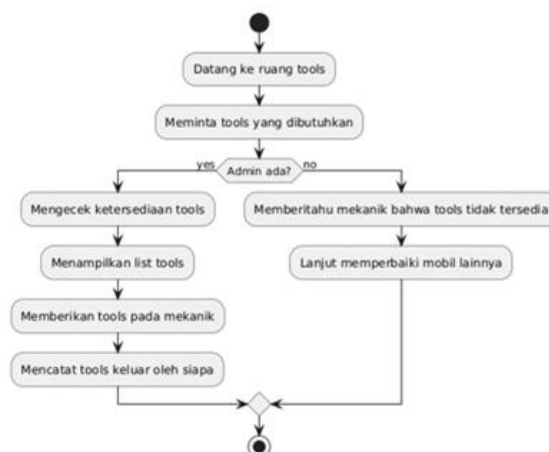 Datang ke ruang tools
Meminta tools yang dibutuhkan
yes
Admin ada?
no
Mengecek ketersediaan tools
Memberitahu mekanik bahwa tools tidak tersedia
Menampilkan list tools
Lanjut memperbaiki mobil lainnya
Memberikan tools pada mekanik
Mencatat tools keluar oleh siapa